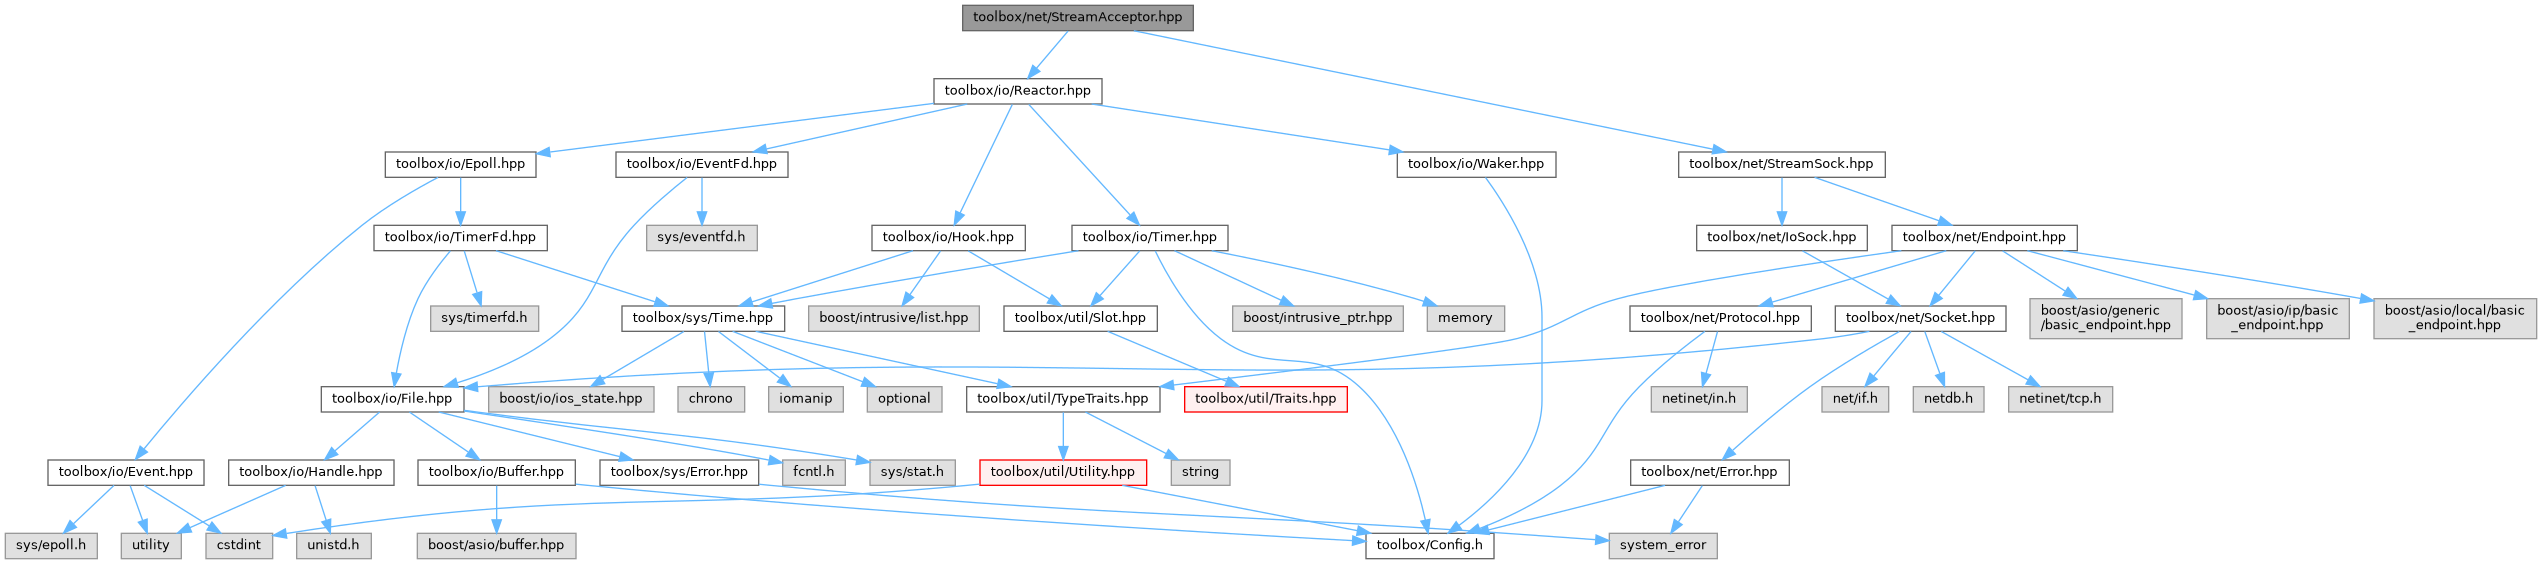 toolbox/net/StreamAcceptor.hpp
toolbox/io/Reactor.hpp
toolbox/io/Epoll.hpp
toolbox/io/EventFd.hpp
toolbox/io/Waker.hpp
toolbox/net/StreamSock.hpp
toolbox/io/TimerFd.hpp
sys/eventfd.h
toolbox/io/Hook.hpp
toolbox/io/Timer.hpp
toolbox/net/IoSock.hpp
toolbox/net/Endpoint.hpp
sys/timerfd.h
toolbox/sys/Time.hpp
boost/intrusive/list.hpp
toolbox/util/Slot.hpp
boost/intrusive_ptr.hpp
memory
toolbox/net/Protocol.hpp
toolbox/net/Socket.hpp
boost/asio/generic
/basic_endpoint.hpp
boost/asio/ip/basic
_endpoint.hpp
boost/asio/local/basic
_endpoint.hpp
toolbox/io/File.hpp
boost/io/ios_state.hpp
chrono
iomanip
optional
toolbox/util/TypeTraits.hpp
toolbox/util/Traits.hpp
netinet/in.h
net/if.h
netdb.h
netinet/tcp.h
toolbox/io/Event.hpp
toolbox/io/Handle.hpp
toolbox/io/Buffer.hpp
toolbox/sys/Error.hpp
fcntl.h
sys/stat.h
toolbox/util/Utility.hpp
string
toolbox/net/Error.hpp
sys/epoll.h
utility
cstdint
unistd.h
boost/asio/buffer.hpp
toolbox/Config.h
system_error